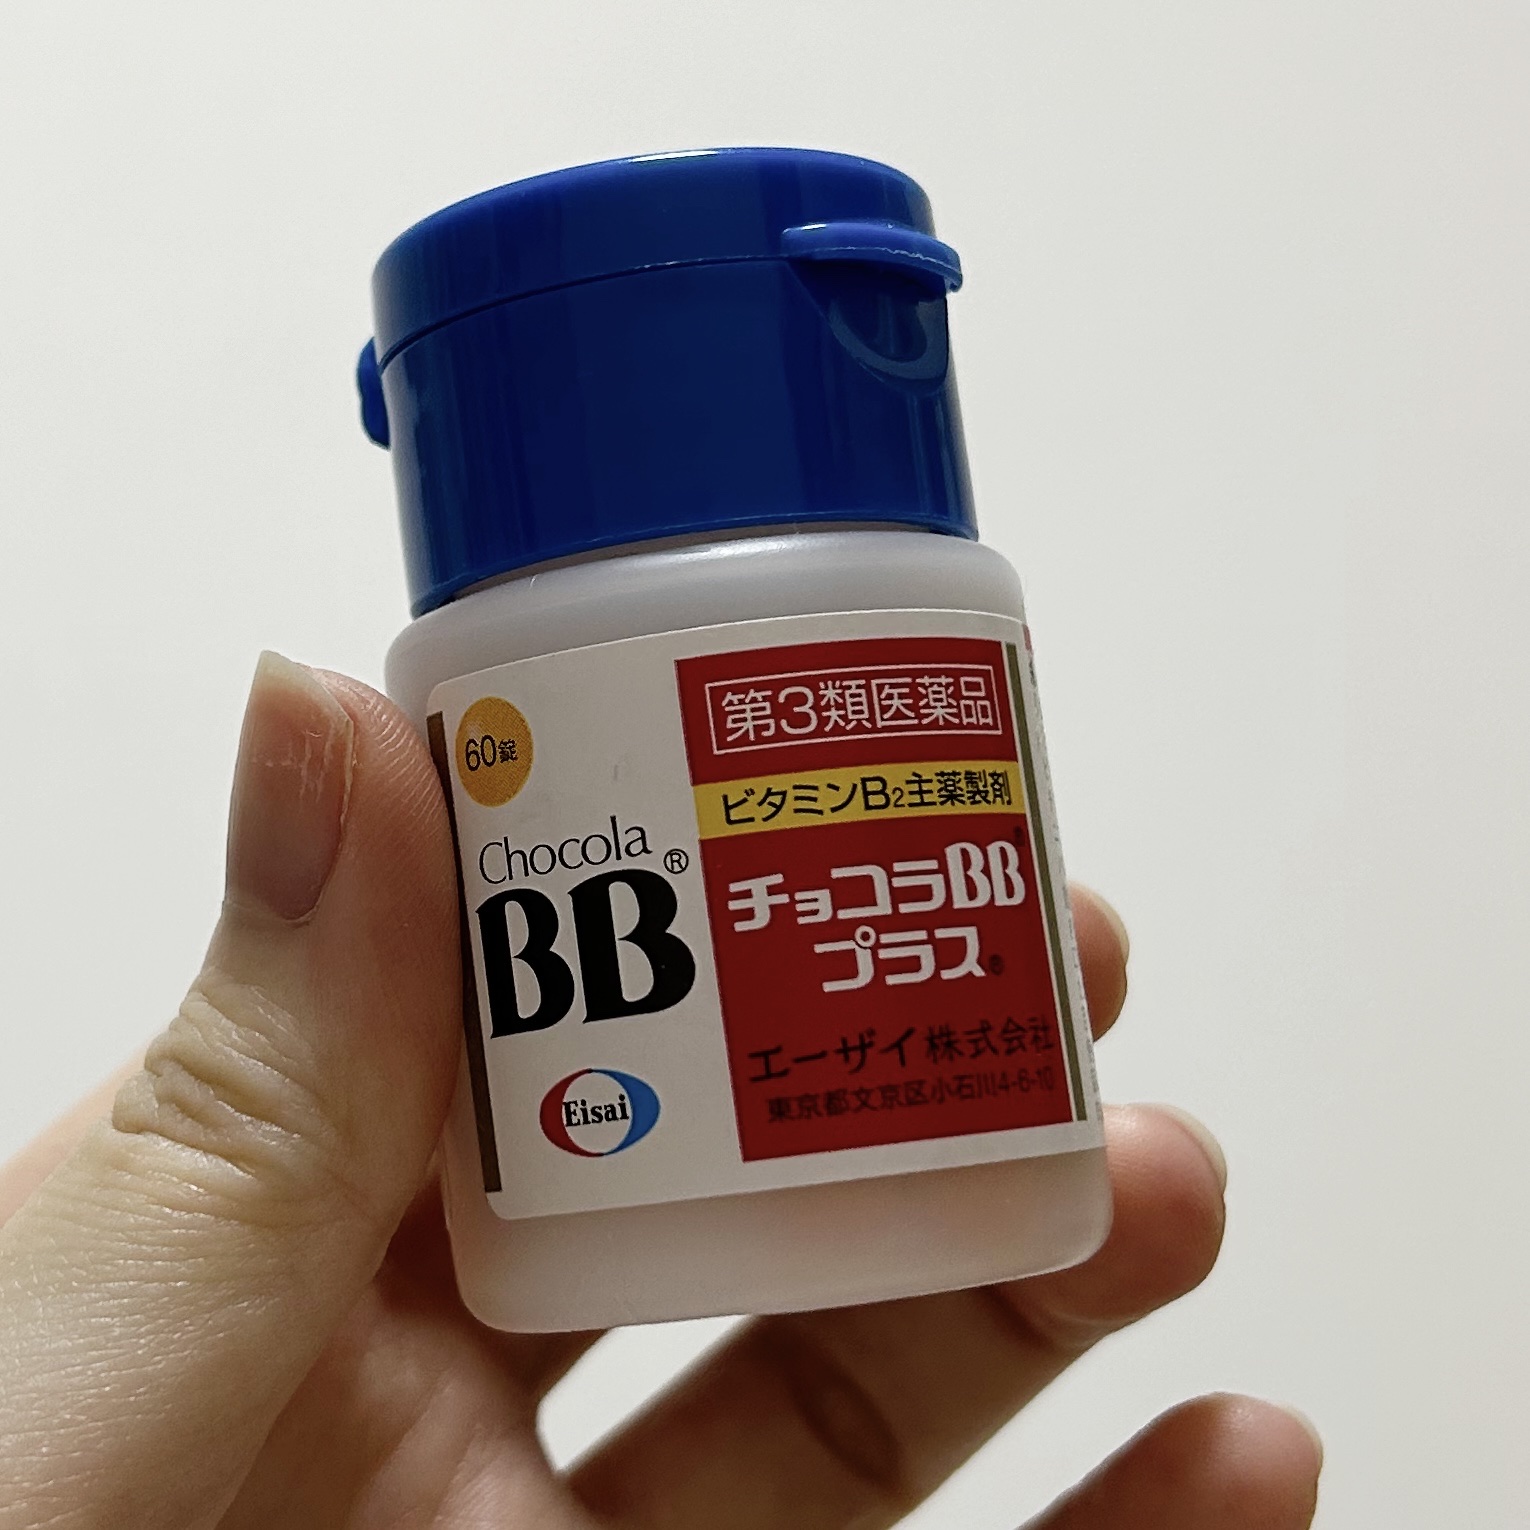 60錠
Chocola
BB®
Eisai
第3類医薬品
ビタミンB₂主薬製剤
チョコラBB®
プラス®
エーザイ株式会社
東京都文京区小石川4-6-10